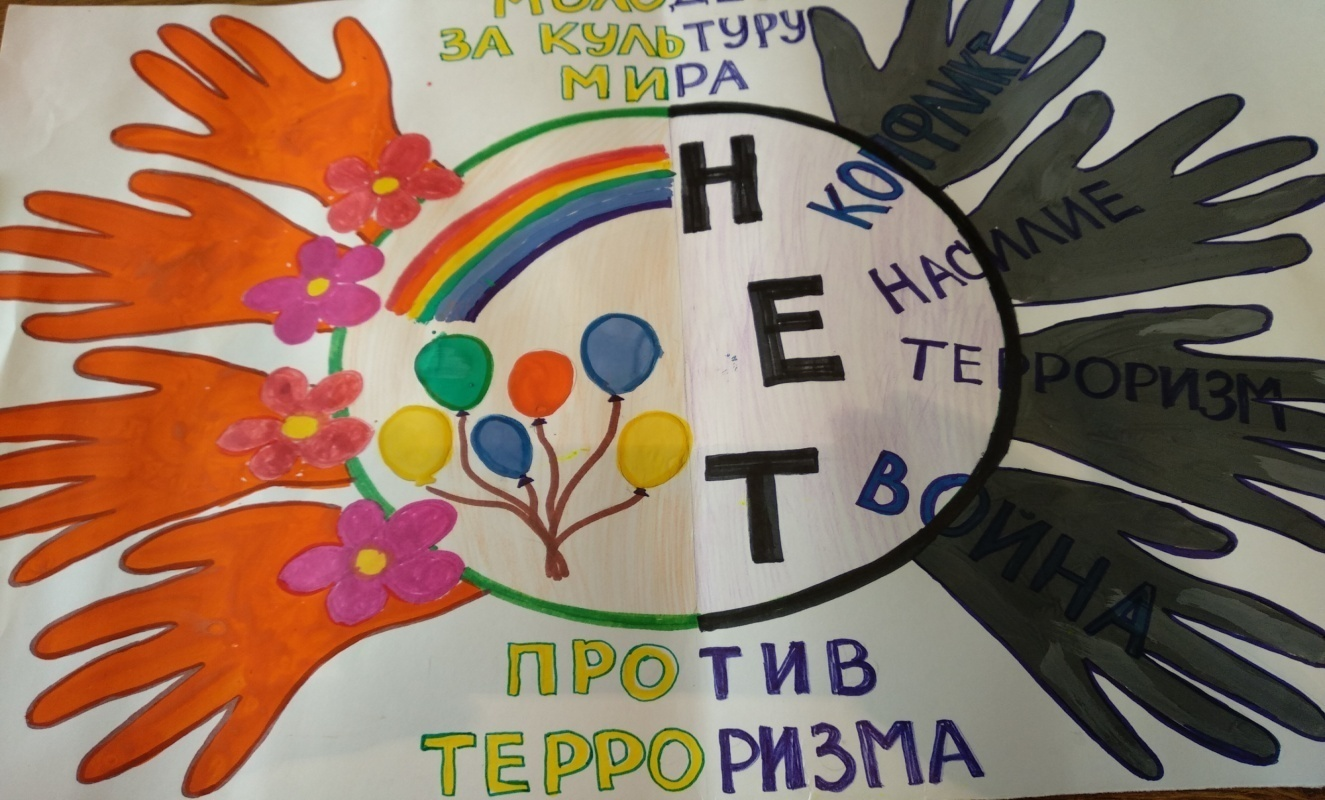 ЗА КУЛЬТУРУ
МИРА
НЕТ
КОНФЛИКТ
НАСИЛИЕ
ТЕРРОРИЗМ
ВОЙНА
ПРОТИВ
ТЕРРОРИЗМА